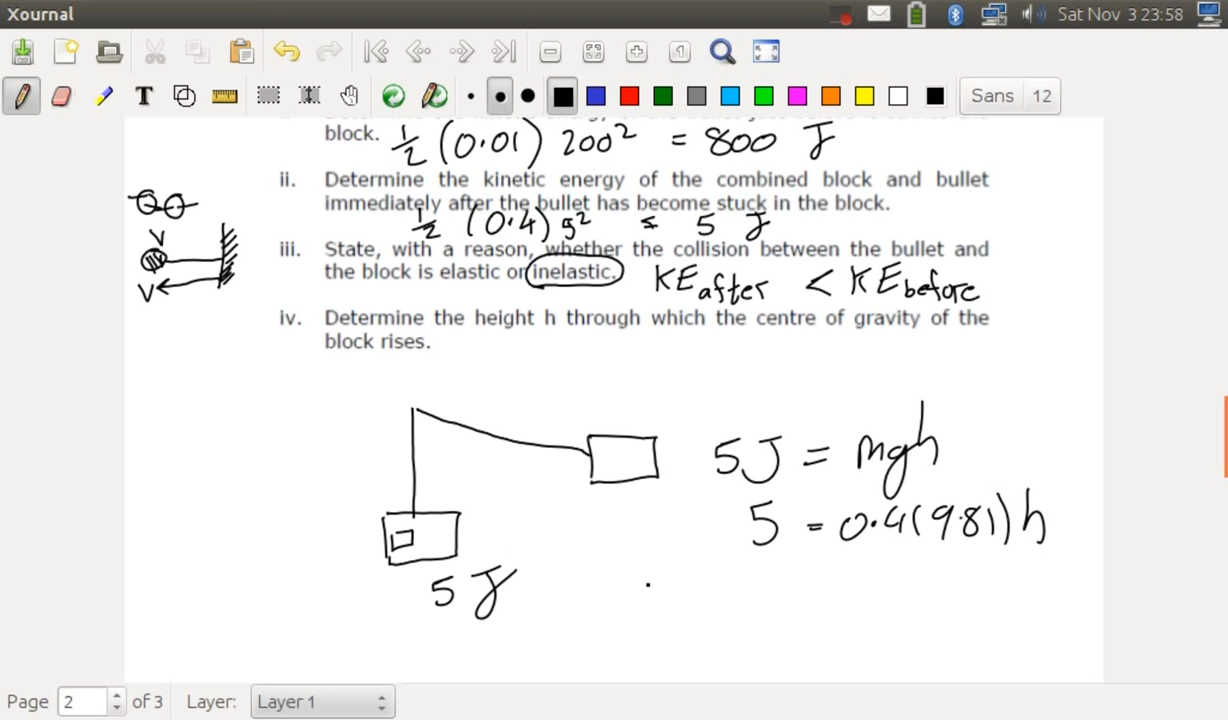 Xournal
Sat Nov 3 23:58
Sans 12
block. 1/2 (0.01) 200² = 800 J
ii. Determine the kinetic energy of the combined block and bullet
immediately after the bullet has become stuck in the block.
1/2 (0.4) 5² = 5 J
iii. State, with a reason, whether the collision between the bullet and
the block is elastic or inelastic. KE after < KE before
V
V
iv. Determine the height h through which the centre of gravity of the
block rises.
5J = mgh
5 = 0.4(9.81)h
5 J
Page 2 of 3 Layer: Layer 1